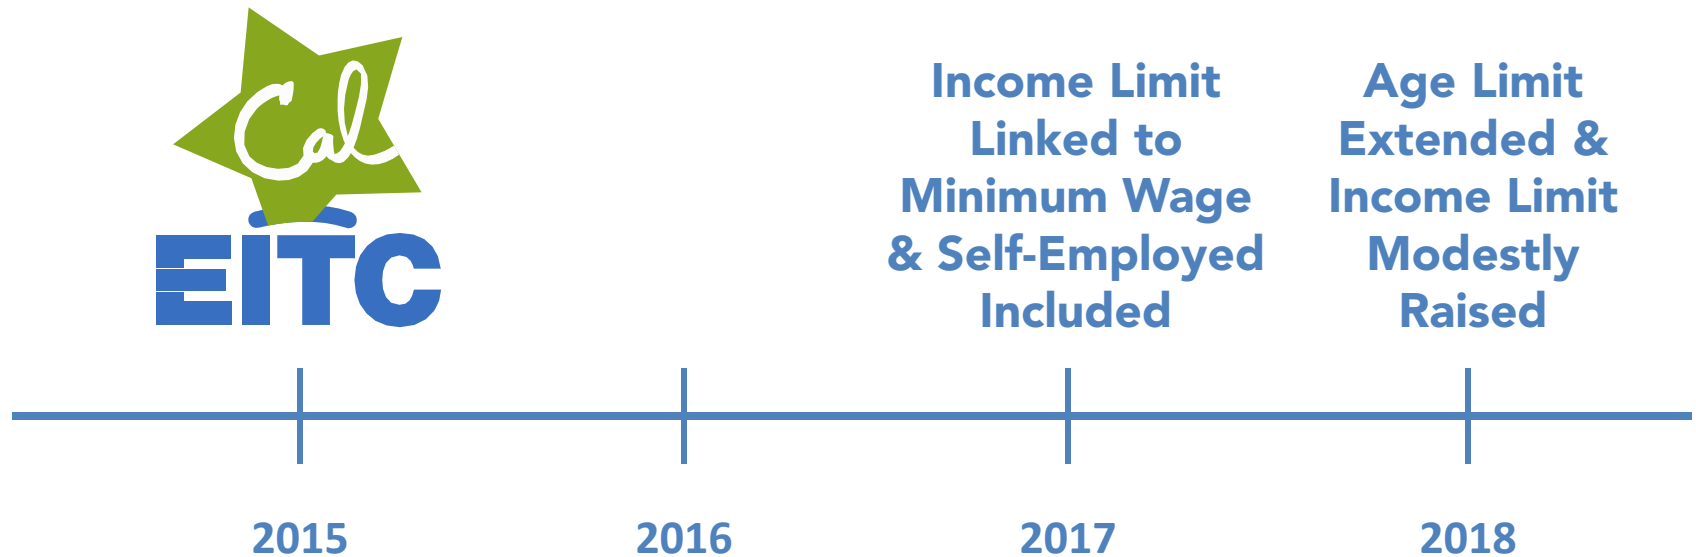 Cal
EITC
Income Limit
Linked to
Minimum Wage
& Self-Employed
Included
Age Limit
Extended &
Income Limit
Modestly
Raised
2015
2016
2017
2018